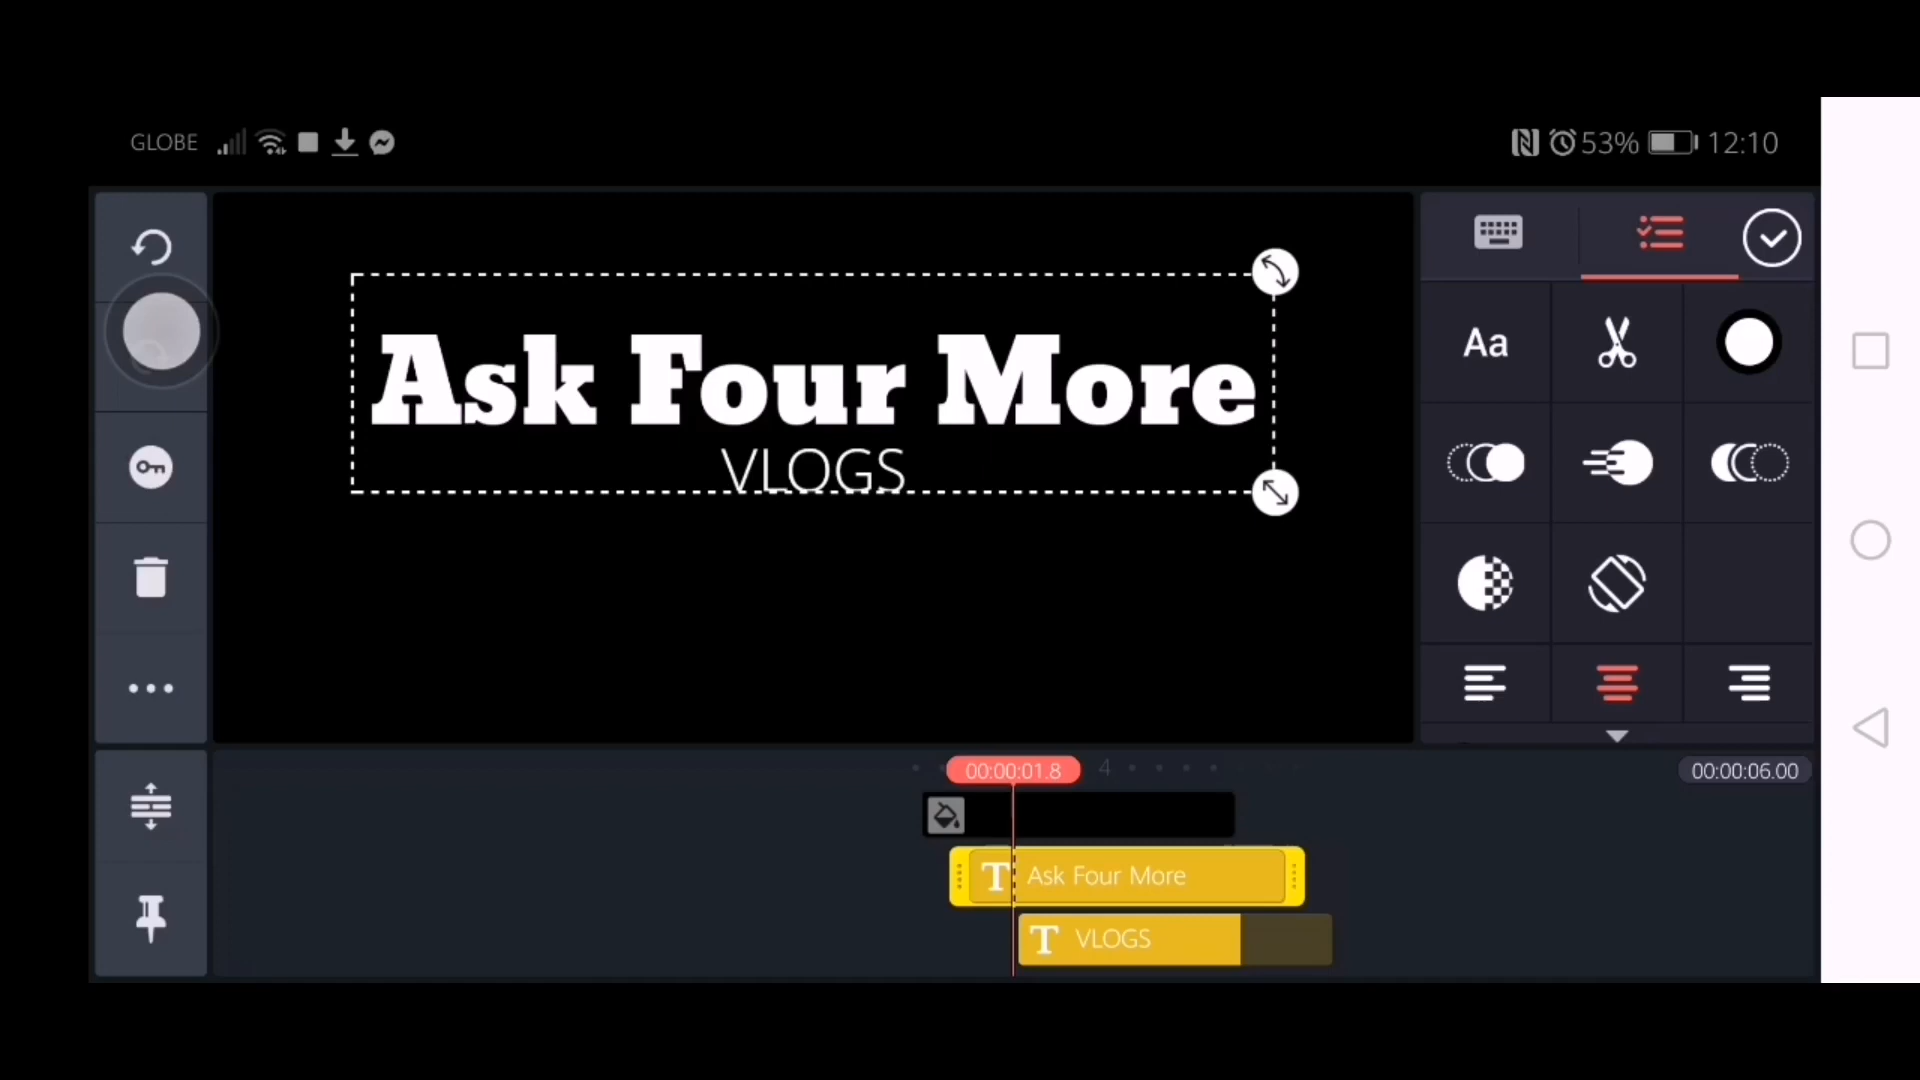 GLOBE
53% 12:10
Aa
Ask Four More
VLOGS
00:00:01.8
4
00:00:06.00
T Ask Four More
T VLOGS